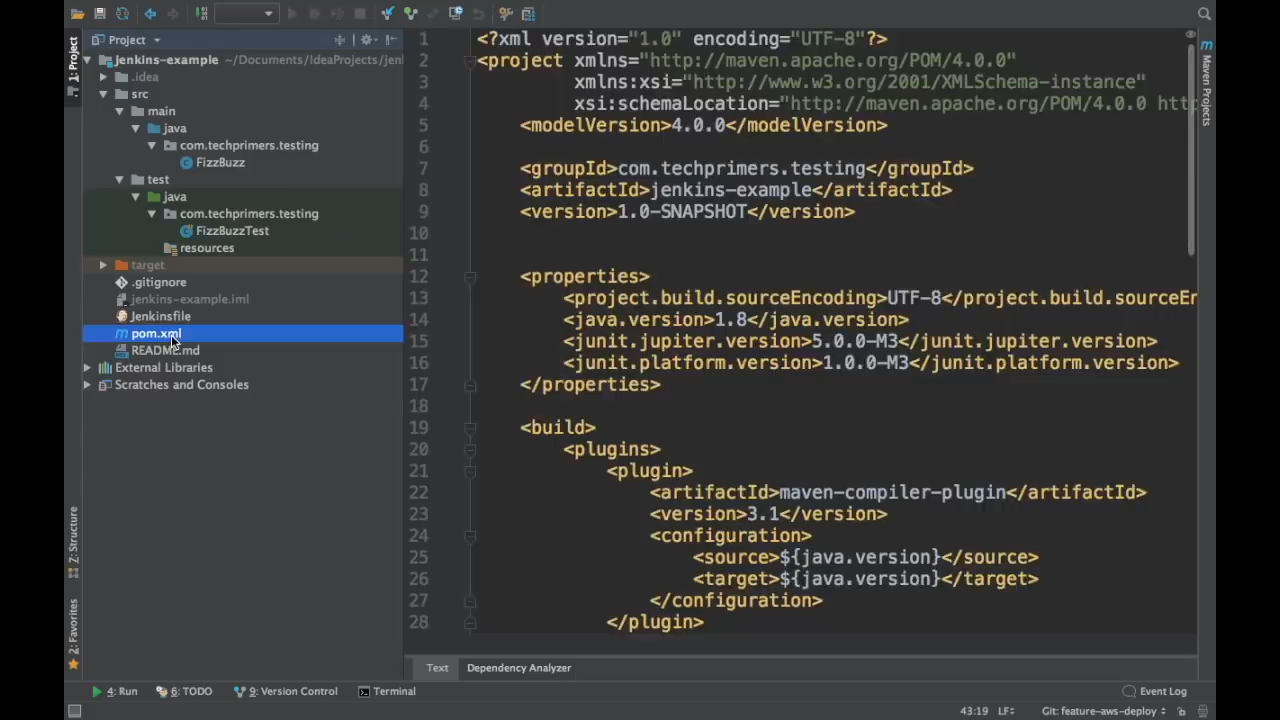 Project
jenkins-example ~/Documents/IdeaProjects/jen
.idea
src
main
java
com.techprimers.testing
FizzBuzz
test
java
com.techprimers.testing
FizzBuzzTest
resources
target
.gitignore
jenkins-example.iml
Jenkinsfile
pom.xml
README.md
External Libraries
Scratches and Consoles
1: Project
Z: Structure
2: Favorites
1 <?xml version="1.0" encoding="UTF-8"?>
2 <project xmlns="http://maven.apache.org/POM/4.0.0"
3 xmlns:xsi="http://www.w3.org/2001/XMLSchema-instance"
4 xsi:schemaLocation="http://maven.apache.org/POM/4.0.0 http
5 <modelVersion>4.0.0</modelVersion>
6
7 <groupId>com.techprimers.testing</groupId>
8 <artifactId>jenkins-example</artifactId>
9 <version>1.0-SNAPSHOT</version>
10
11
12 <properties>
13 <project.build.sourceEncoding>UTF-8</project.build.sourceEn
14 <java.version>1.8</java.version>
15 <junit.jupiter.version>5.0.0-M3</junit.jupiter.version>
16 <junit.platform.version>1.0.0-M3</junit.platform.version>
17 </properties>
18
19 <build>
20 <plugins>
21 <plugin>
22 <artifactId>maven-compiler-plugin</artifactId>
23 <version>3.1</version>
24 <configuration>
25 <source>${java.version}</source>
26 <target>${java.version}</target>
27 </configuration>
28 </plugin>
Maven Projects
Text Dependency Analyzer
4: Run 6: TODO 9: Version Control Terminal Event Log
43:19 LF Git: feature-aws-deploy